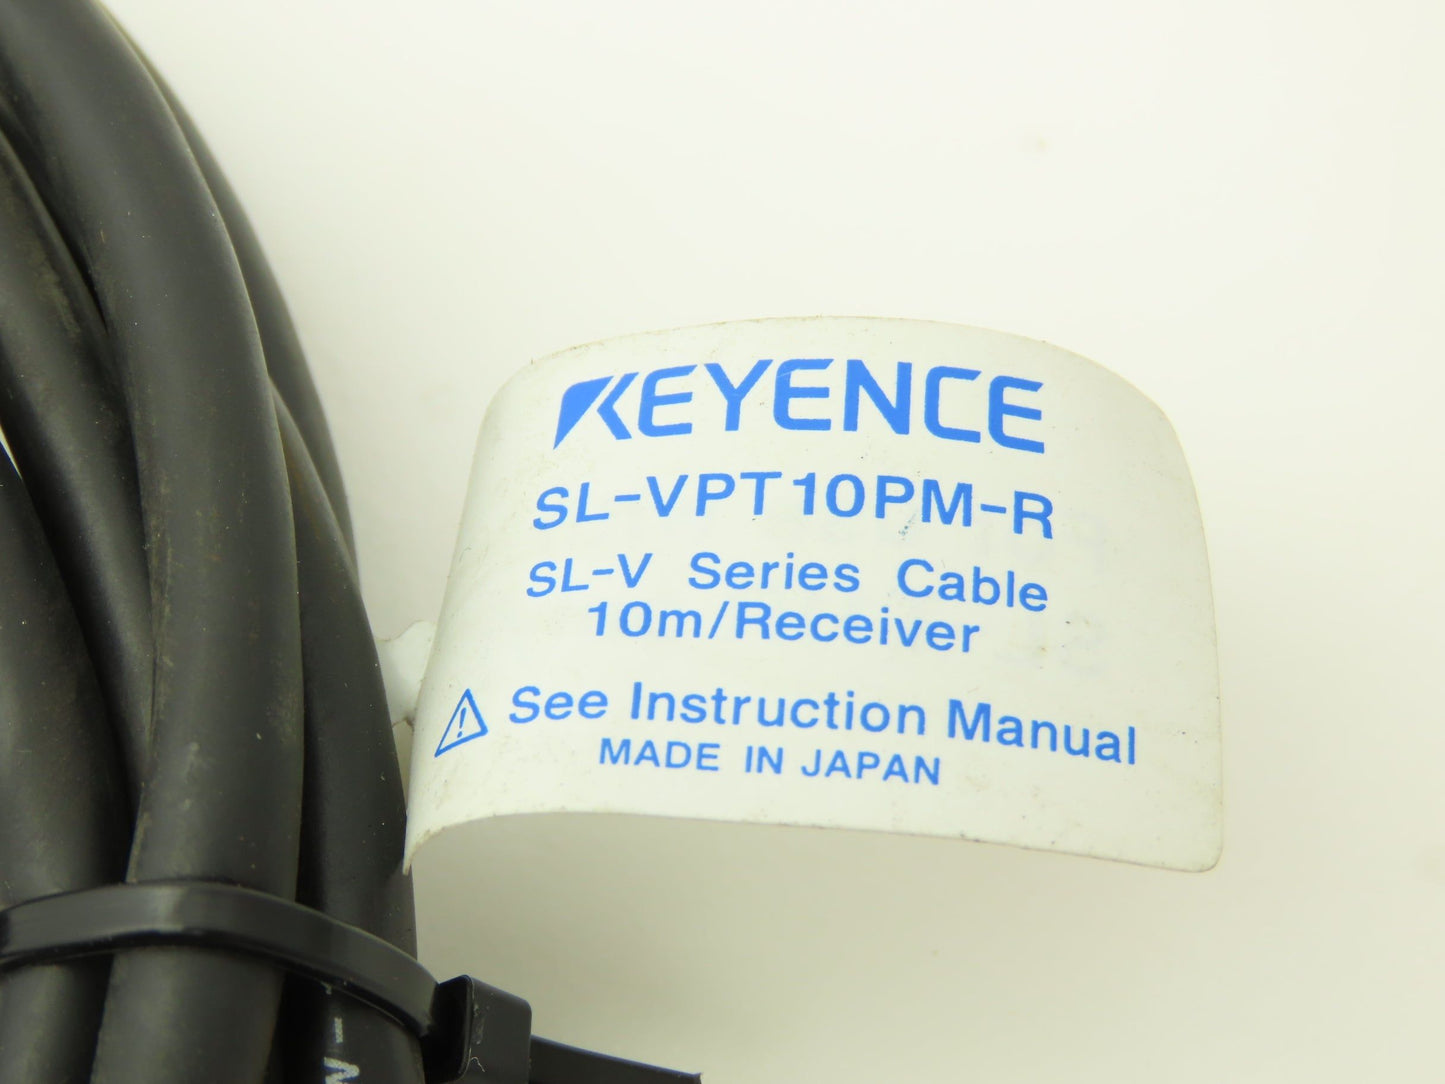 KEYENCE
SL-VPT10PM-R
SL-V Series Cable
10m/Receiver
See Instruction Manual
MADE IN JAPAN